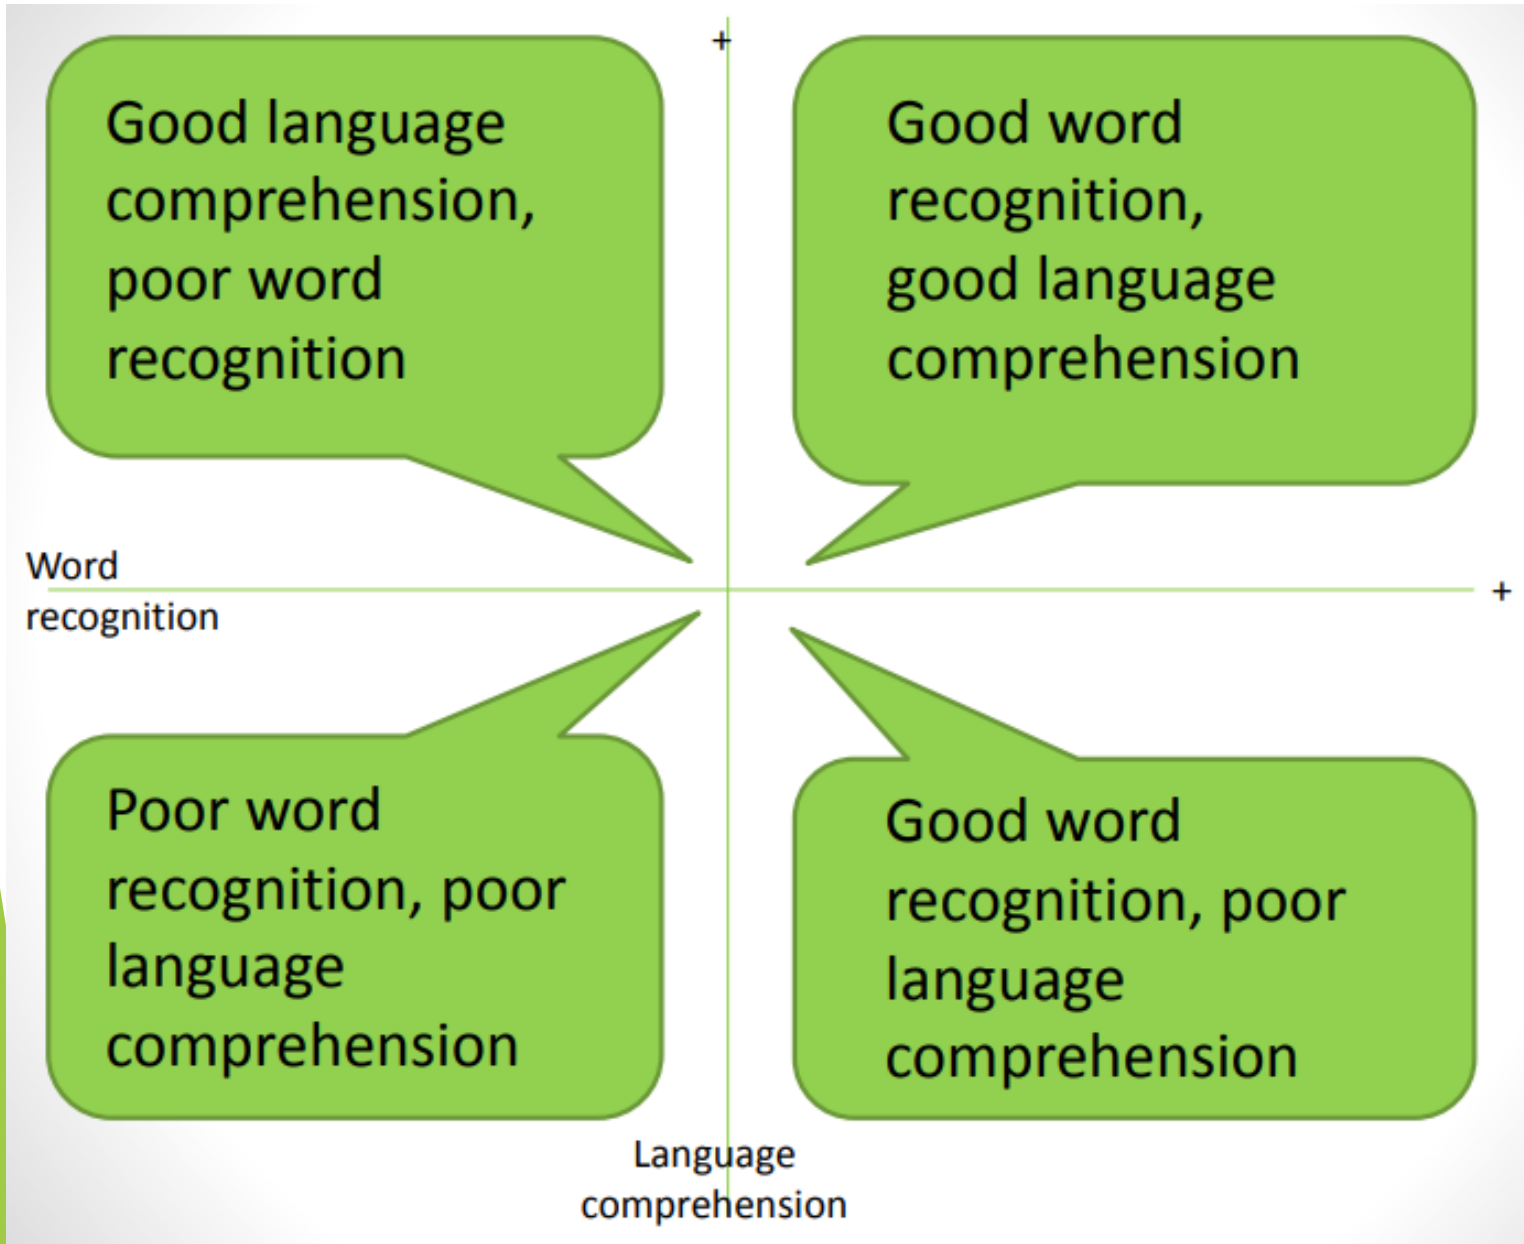 +
Good language
comprehension,
poor word
recognition
Good word
recognition,
good language
comprehension
Word
recognition
+
Poor word
recognition, poor
language
comprehension
Good word
recognition, poor
language
comprehension
Language
comprehension